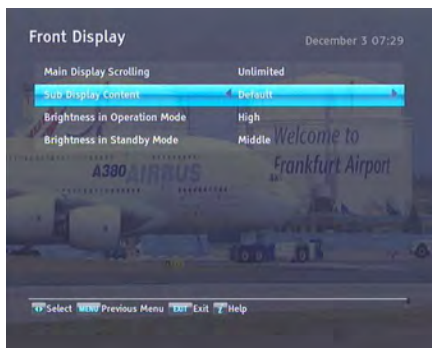 Front Display
December 3 07:29
Main Display Scrolling Unlimited
Sub Display Content Default
Brightness in Operation Mode High
Brightness in Standby Mode Middle
Welcome to
Frankfurt Airport
A380 AIRBUS
Select MENU Previous Menu EXIT Exit ? Help